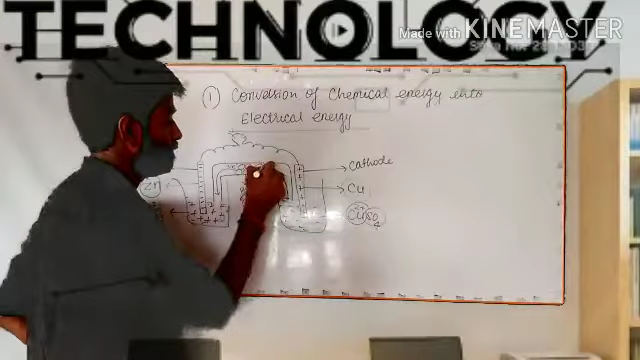 TECHNOLOGY
Made with KINEMASTER
① Conversion of Chemical energy into
Electrical energy
Cathode
Zn
Cu
CuSO4